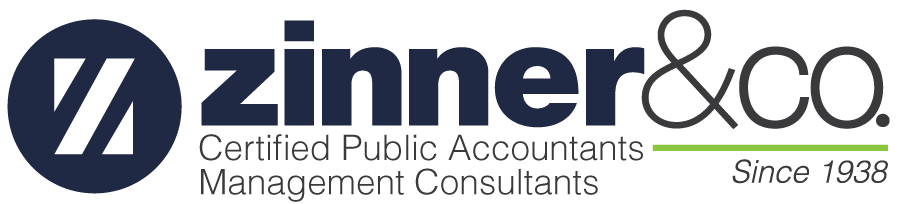 zinner&co.
Certified Public Accountants
Management Consultants
Since 1938